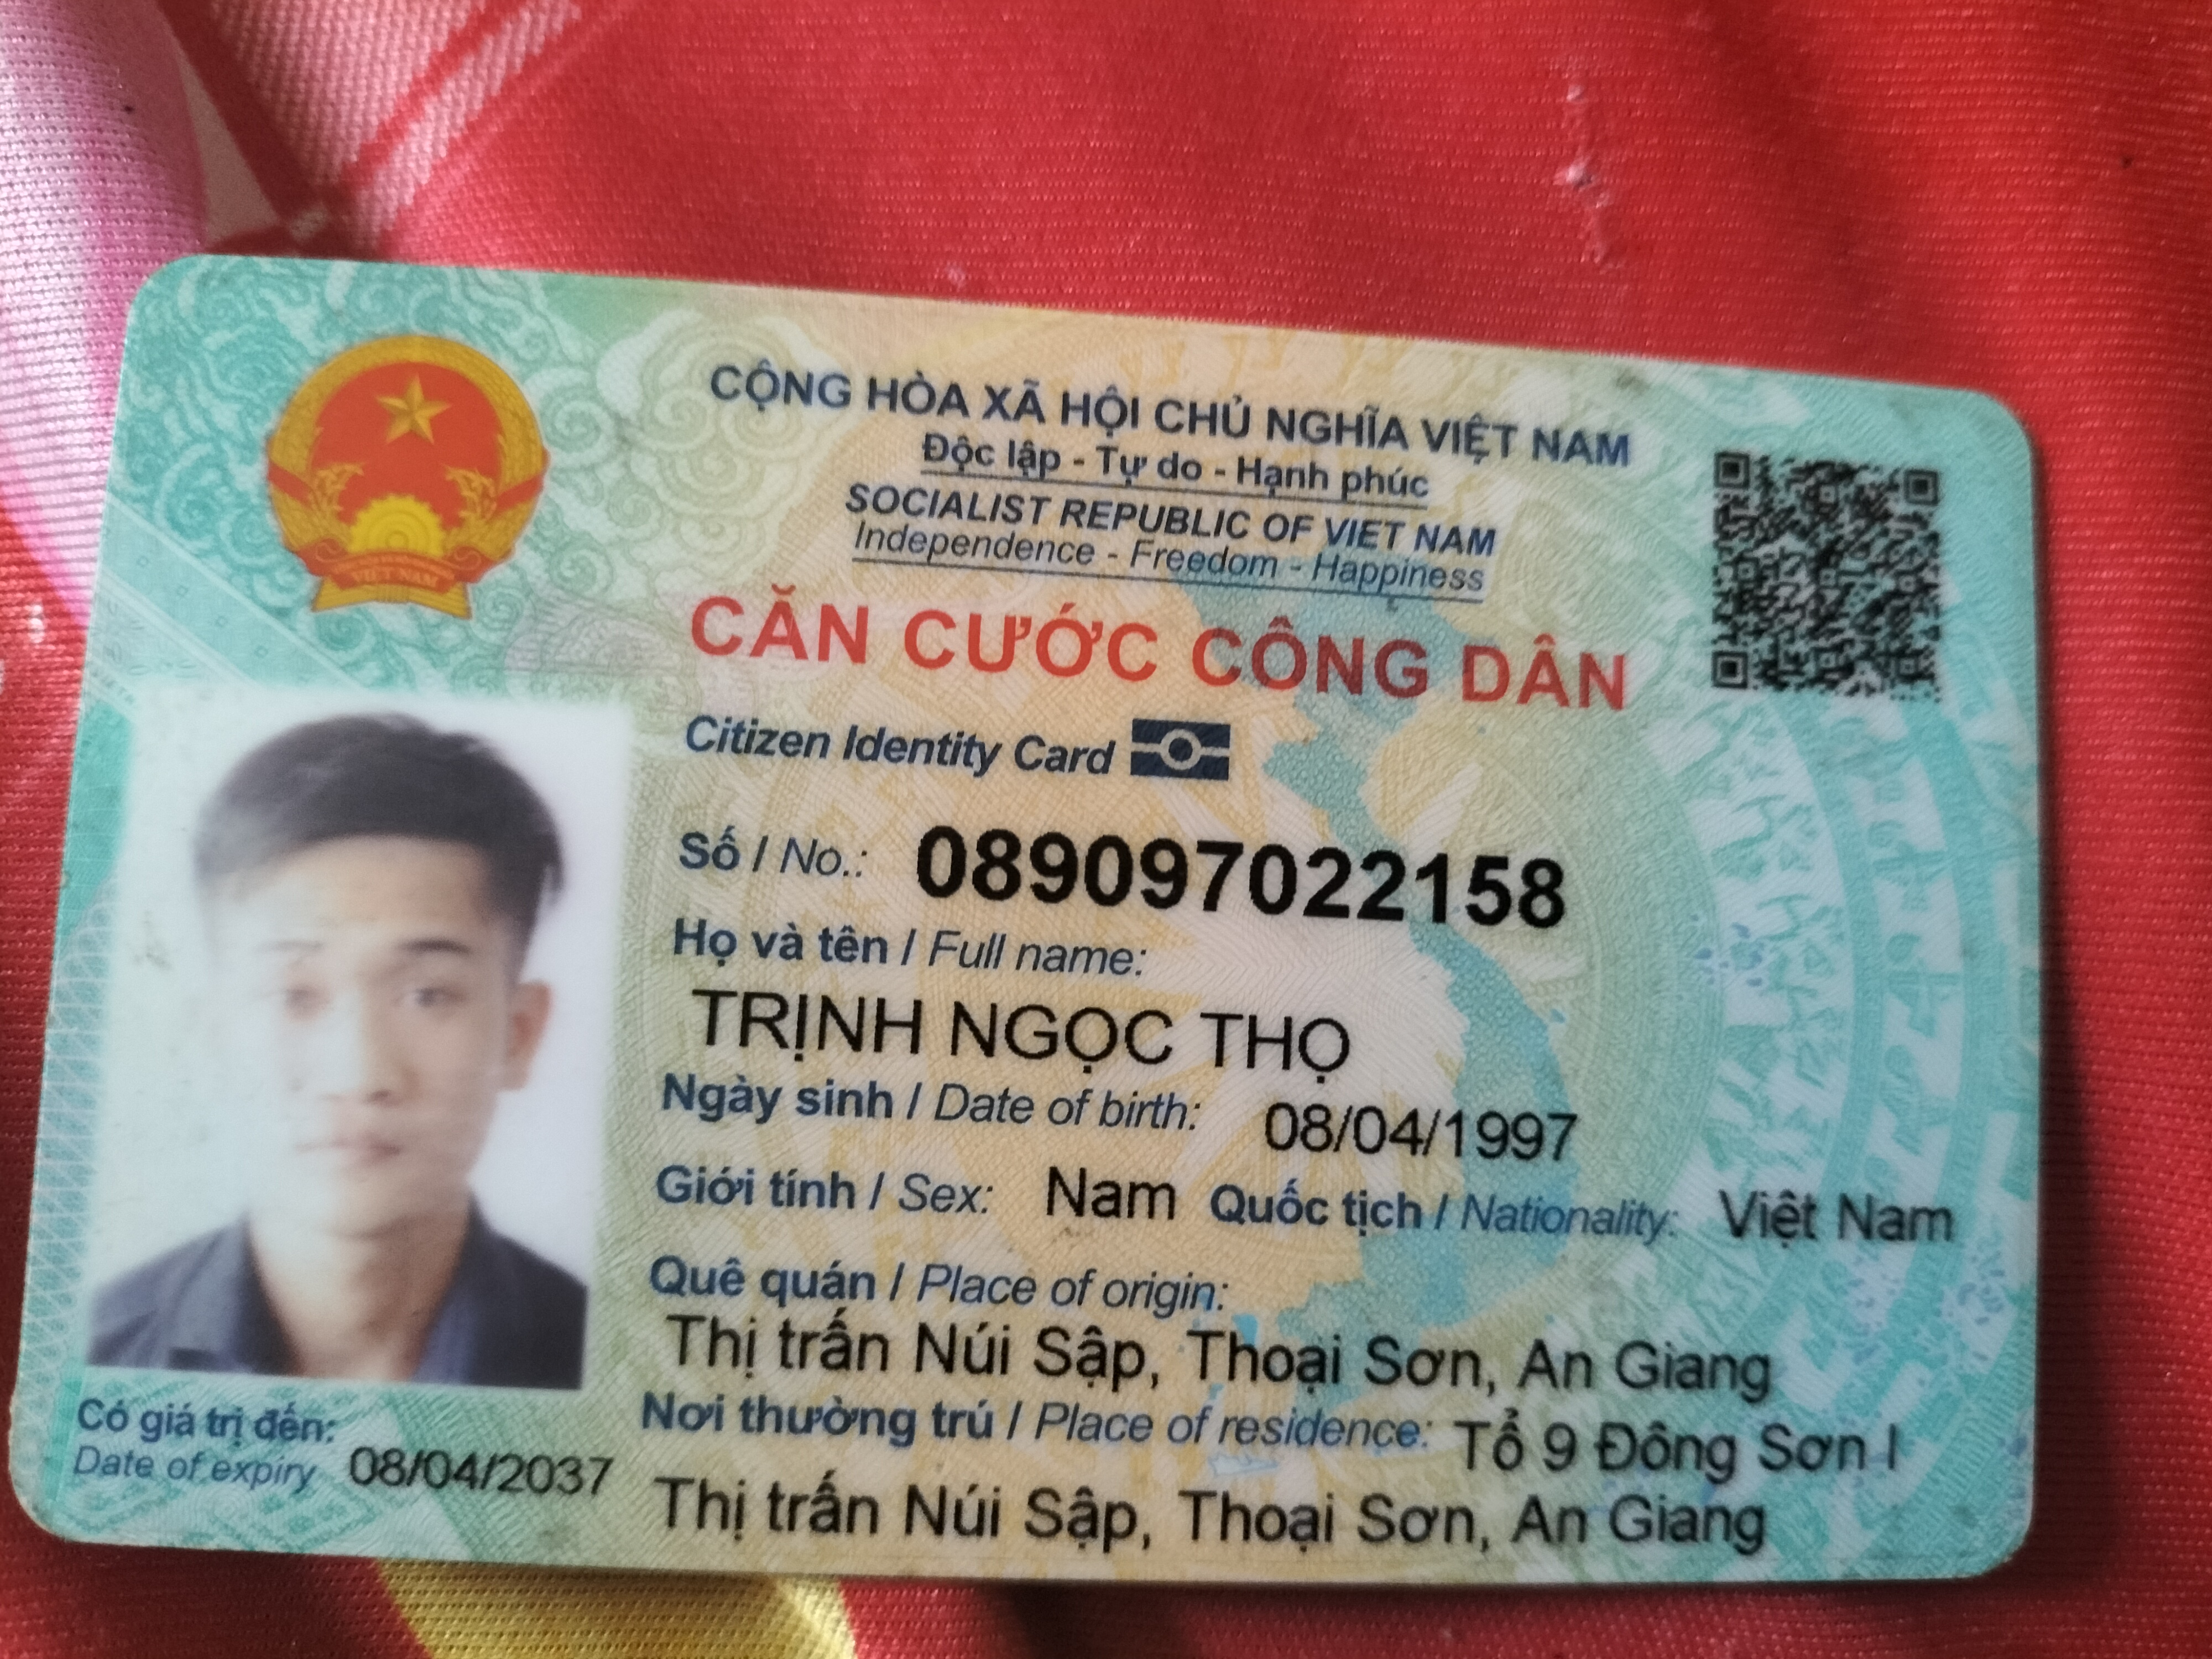 CỘNG HÒA XÃ HỘI CHỦ NGHĨA VIỆT NAM
Độc lập - Tự do - Hạnh phúc
SOCIALIST REPUBLIC OF VIET NAM
Independence - Freedom - Happiness
CĂN CƯỚC CÔNG DÂN
Citizen Identity Card
Số / No.: 089097022158
Họ và tên / Full name:
TRỊNH NGỌC THỌ
Ngày sinh / Date of birth: 08/04/1997
Giới tính / Sex: Nam Quốc tịch / Nationality: Việt Nam
Quê quán / Place of origin:
Thị trấn Núi Sập, Thoại Sơn, An Giang
Nơi thường trú / Place of residence: Tổ 9 Đông Sơn I
Thị trấn Núi Sập, Thoại Sơn, An Giang
Có giá trị đến:
Date of expiry 08/04/2037
VIỆT NAM